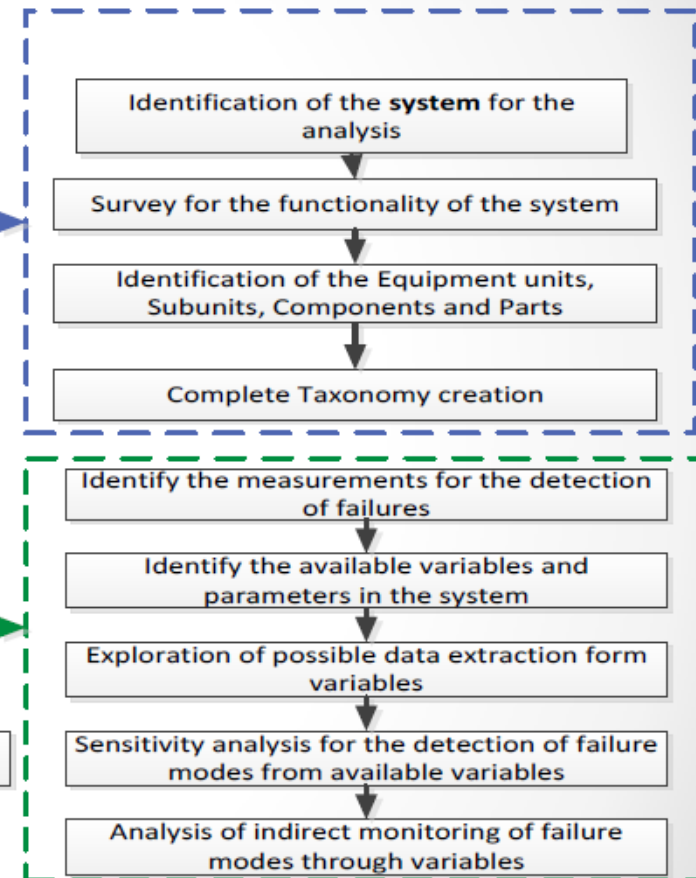 Identification of the system for the
analysis
Survey for the functionality of the system
Identification of the Equipment units,
Subunits, Components and Parts
Complete Taxonomy creation
Identify the measurements for the detection
of failures
Identify the available variables and
parameters in the system
Exploration of possible data extraction form
variables
Sensitivity analysis for the detection of failure
modes from available variables
Analysis of indirect monitoring of failure
modes through variables